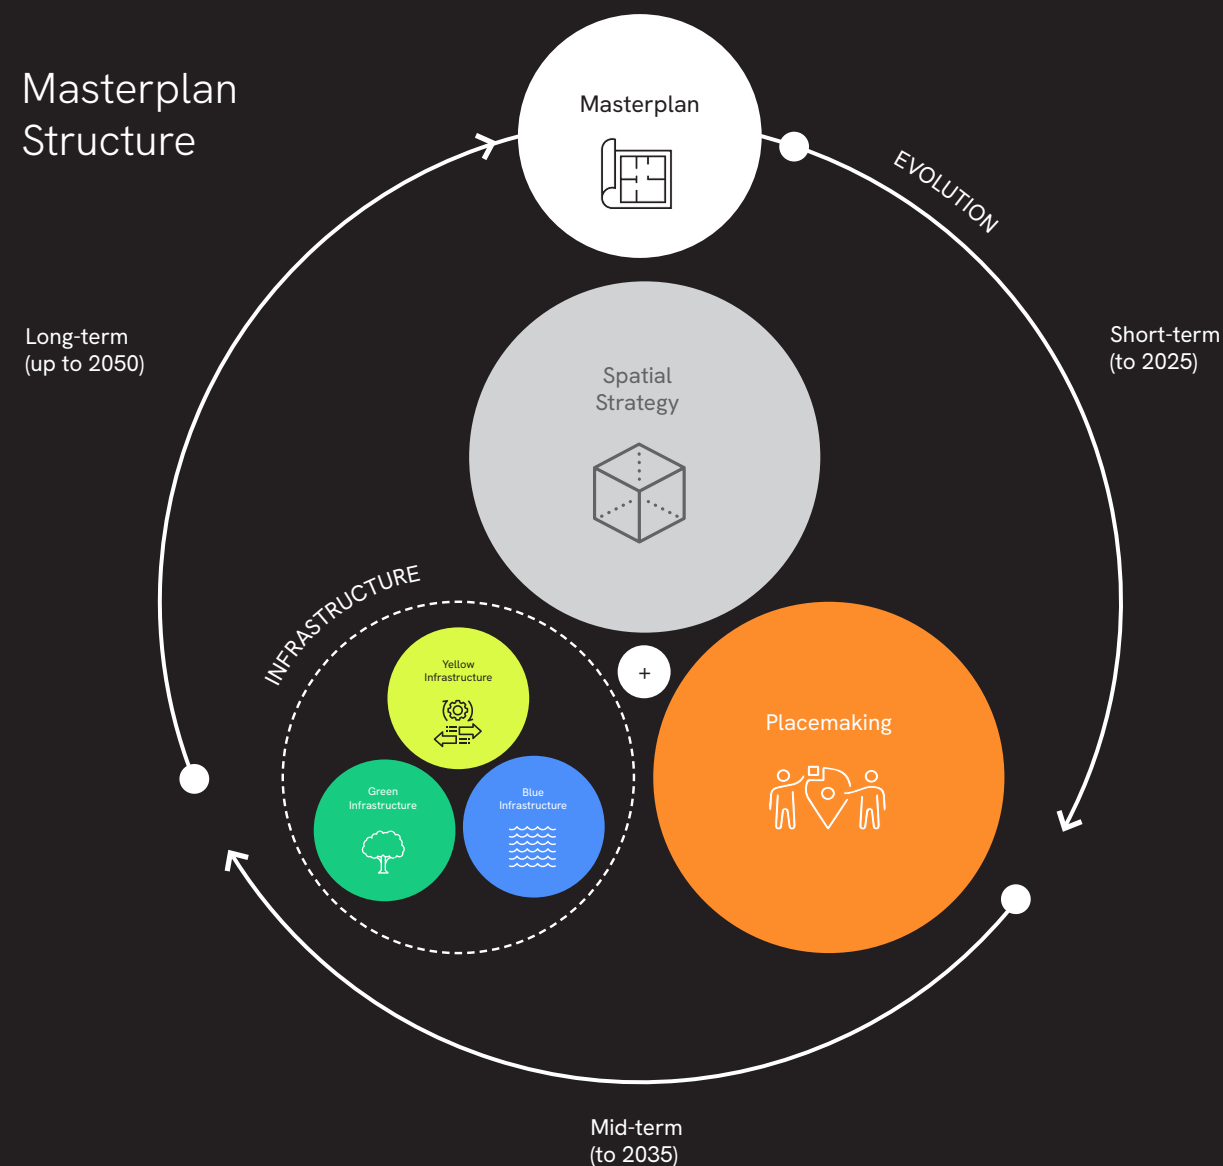 Masterplan
Structure
Masterplan
EVOLUTION
Long-term
(up to 2050)
Short-term
(to 2025)
Spatial
Strategy
INFRASTRUCTURE
Yellow
Infrastructure
+
Placemaking
Green
Infrastructure
Blue
Infrastructure
Mid-term
(to 2035)